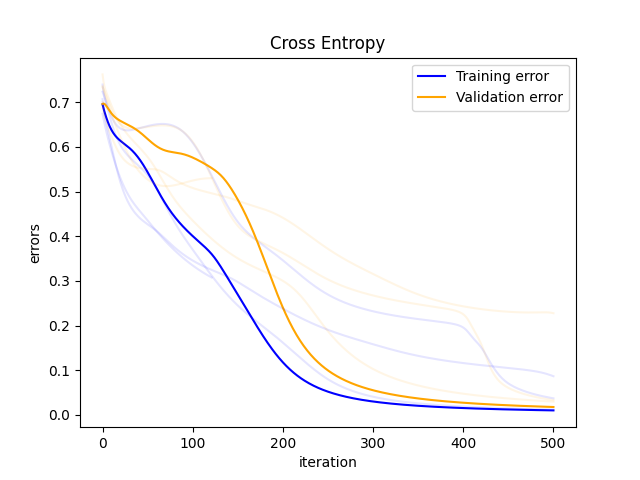 Cross Entropy
Training error
Validation error
errors
0.7
0.6
0.5
0.4
0.3
0.2
0.1
0.0
0 100 200 300 400 500
iteration